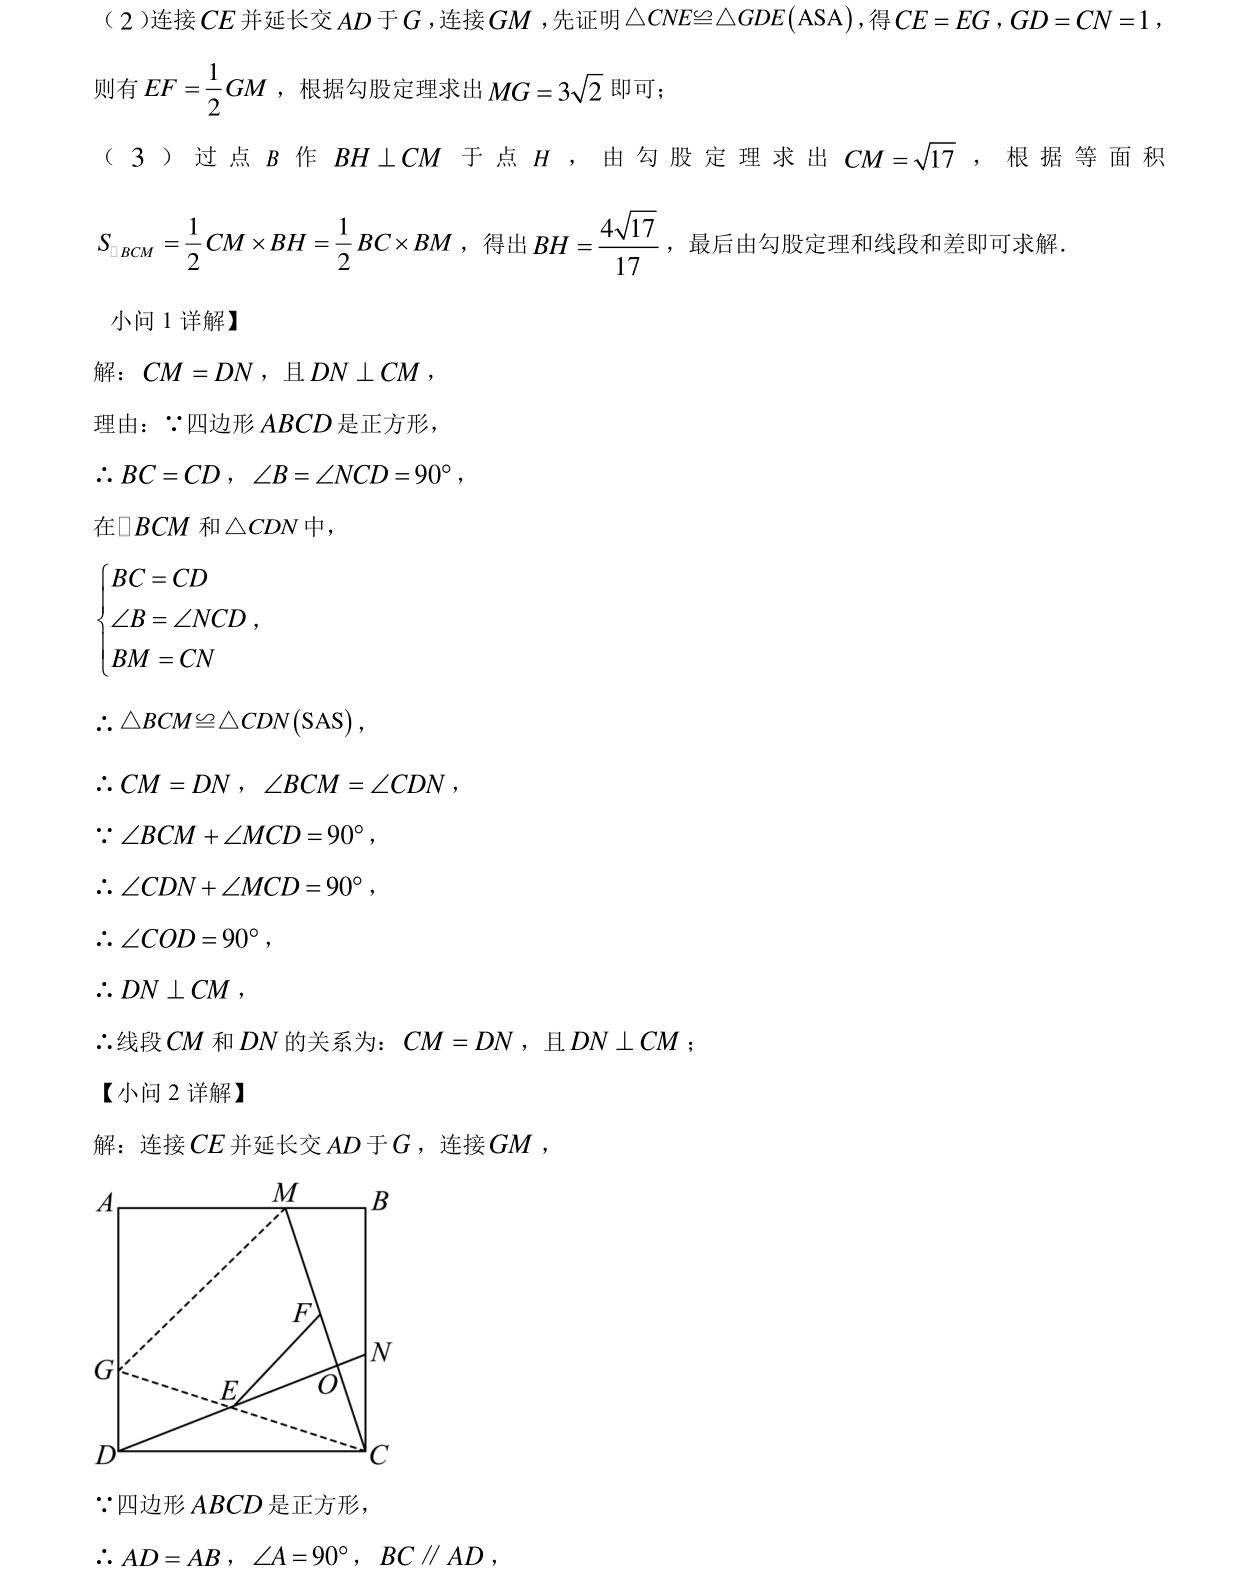 （2）连接CE并延长交AD于G,连接GM,先证明△CNE≌△GDE(ASA),得CE=EG,GD=CN=1,
则有EF=\frac{1}{2}GM，根据勾股定理求出MG=3\sqrt{2}即可；
（3）过点B作BH⊥CM于点H，由勾股定理求出CM=\sqrt{17}，根据等面积
S_{□BCM}=\frac{1}{2}CM×BH=\frac{1}{2}BC×BM，得出BH=\frac{4\sqrt{17}}{17}，最后由勾股定理和线段和差即可求解.
小问1详解】
解：CM=DN，且DN⊥CM，
理由：∵四边形ABCD是正方形，
∴BC=CD，∠B=∠NCD=90°，
在□BCM和△CDN中，
BC=CD
∠B=∠NCD，
BM=CN
∴△BCM≌△CDN(SAS)，
∴CM=DN，∠BCM=∠CDN，
∵∠BCM+∠MCD=90°，
∴∠CDN+∠MCD=90°，
∴∠COD=90°，
∴DN⊥CM，
∴线段CM和DN的关系为：CM=DN，且DN⊥CM；
【小问2详解】
解：连接CE并延长交AD于G，连接GM，
A
M
B
F
N
G
E
O
D
C
∵四边形ABCD是正方形，
∴AD=AB，∠A=90°，BC∥AD，